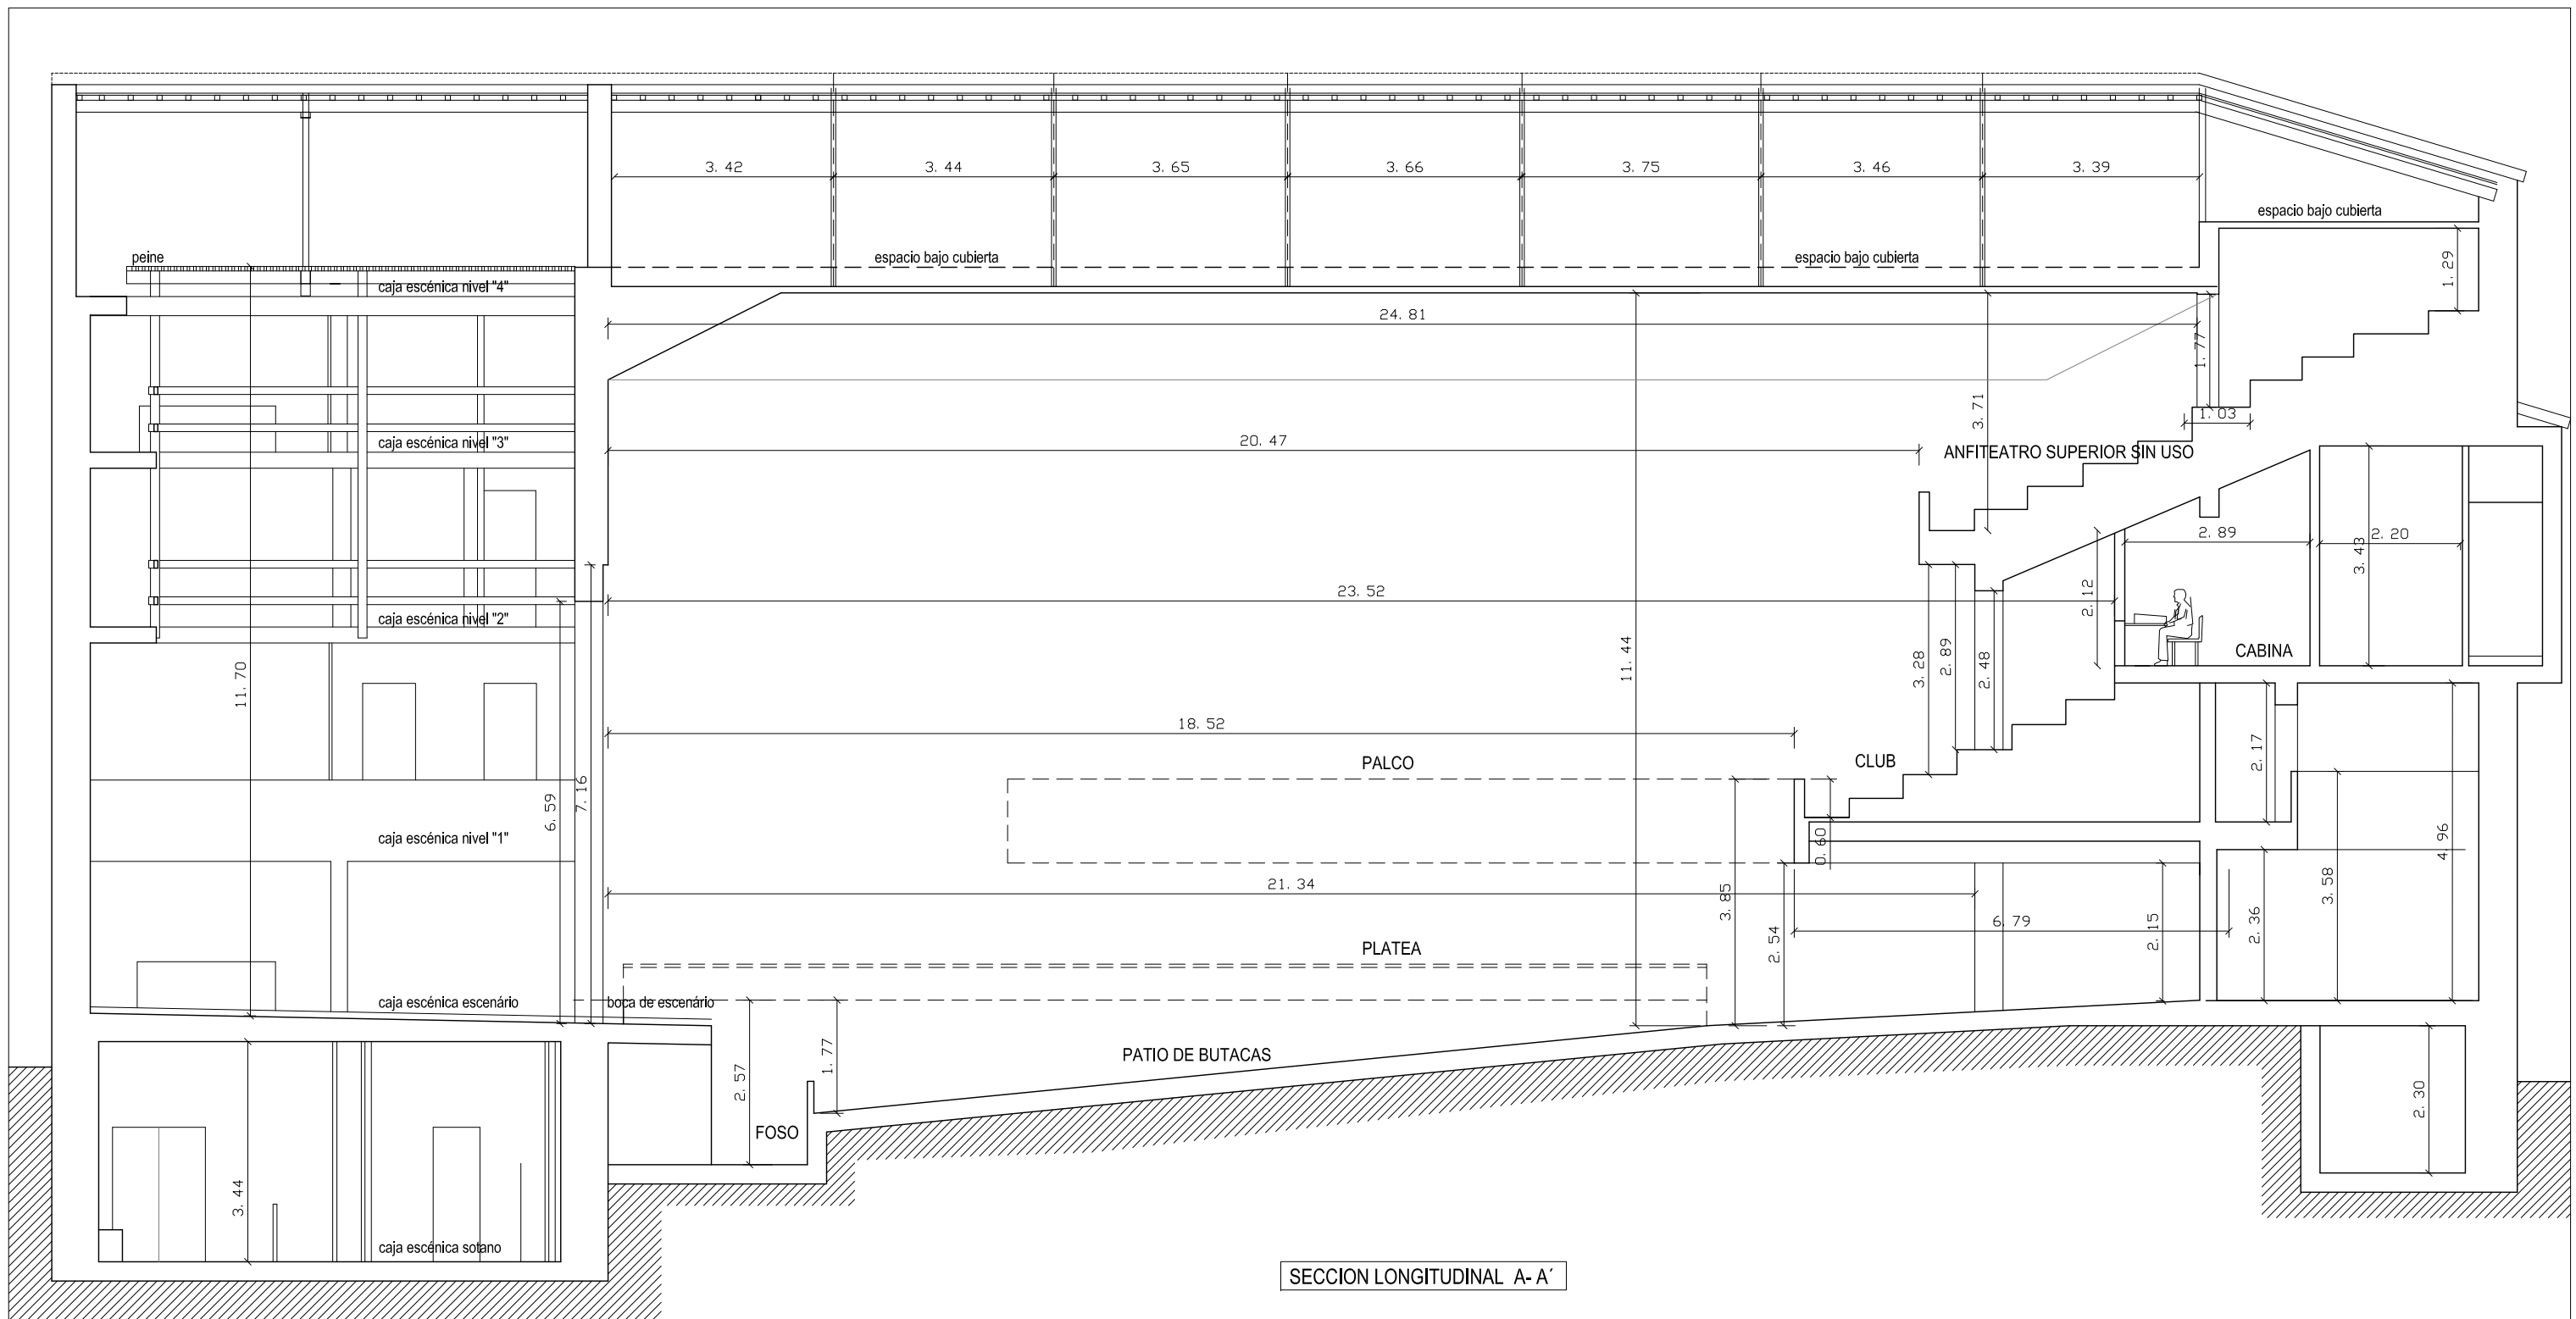 3. 42
3. 44
3. 65
3. 66
3. 75
3. 46
3. 39
espacio bajo cubierta
peine
espacio bajo cubierta
espacio bajo cubierta
1. 29
caja escénica nivel "4"
24. 81
1. 77
3. 71
1. 03
caja escénica nivel "3"
20. 47
ANFITEATRO SUPERIOR SIN USO
2. 89
3. 43
2. 20
2. 12
23. 52
caja escénica nivel "2"
11. 70
11. 44
3. 28
2. 89
2. 48
CABINA
18. 52
PALCO
CLUB
2. 17
6. 59
7. 16
caja escénica nivel "1"
0. 60
4. 96
21. 34
3. 85
2. 54
6. 79
2. 15
2. 36
3. 58
PLATEA
caja escénica escenário
boca de escenário
2. 57
1. 77
PATIO DE BUTACAS
2. 30
FOSO
3. 44
caja escénica sotano
SECCION LONGITUDINAL A- A´